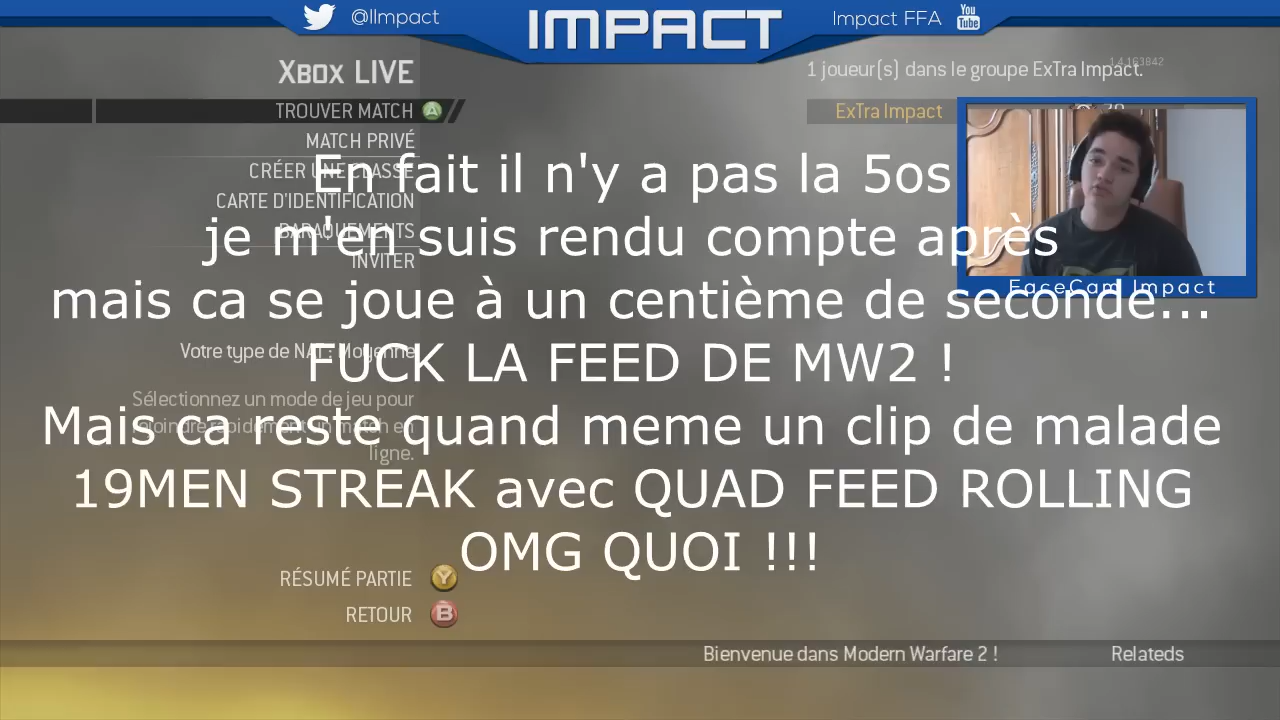 @IImpact
IMPACT
Impact FFA
You Tube
Xbox LIVE
1 joueur(s) dans le groupe ExTra Impact.
1.4.163842
TROUVER MATCH A
ExTra Impact
MATCH PRIVÉ
CRÉER UNE CLASSE
CARTE D'IDENTIFICATION
BARAQUEMENTS
INVITER
FaceCam Impact
En fait il n'y a pas la 5os
je m'en suis rendu compte après
mais ca se joue à un centième de seconde...
FUCK LA FEED DE MW2 !
Mais ca reste quand meme un clip de malade
19MEN STREAK avec QUAD FEED ROLLING
OMG QUOI !!!
Votre type de NAT : Moyenne
Sélectionnez un mode de jeu pour
rejoindre rapidement un match en
ligne.
RÉSUMÉ PARTIE Y
RETOUR B
Bienvenue dans Modern Warfare 2 !
Relateds